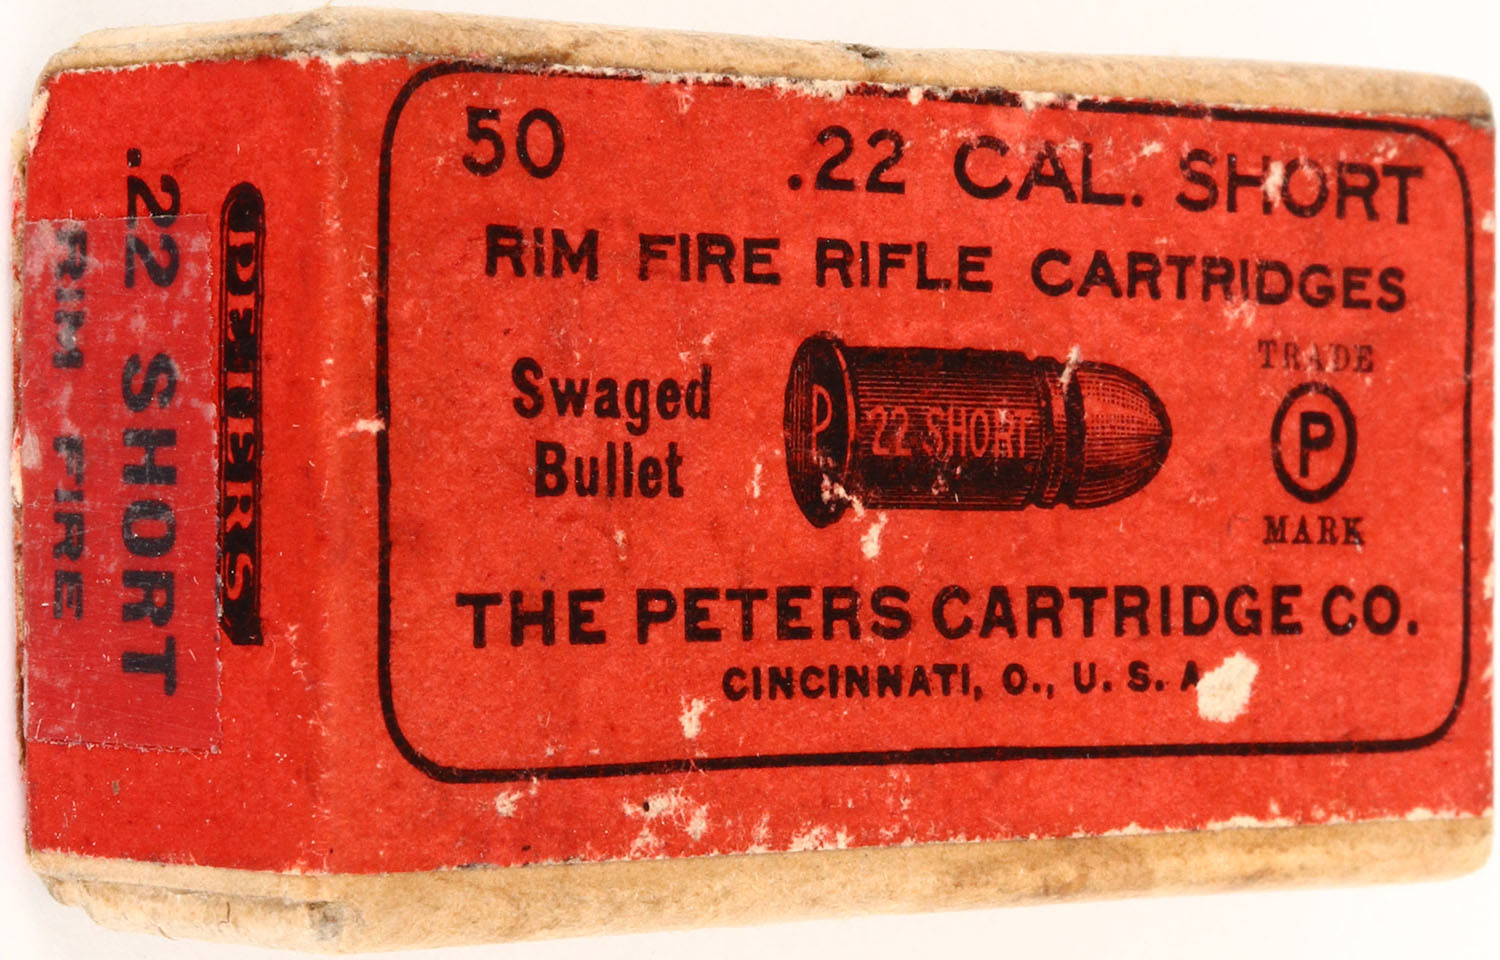 50 .22 CAL. SHORT
RIM FIRE RIFLE CARTRIDGES
Swaged
Bullet
P
22 SHORT
TRADE
P
MARK
THE PETERS CARTRIDGE CO.
CINCINNATI, O., U. S. A
PETERS
.22 SHORT
RIM FIRE